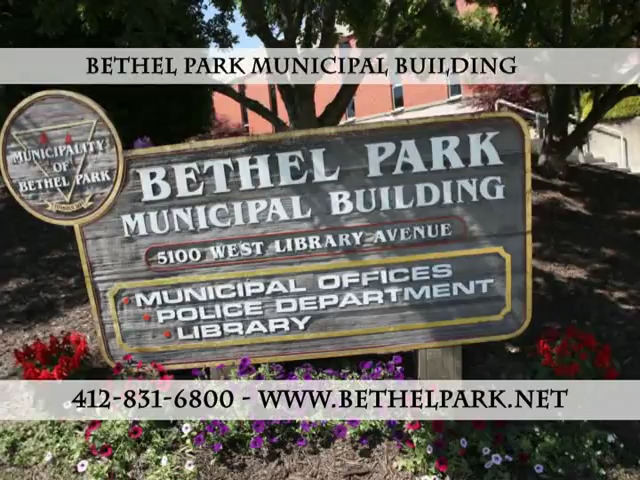 BETHEL PARK MUNICIPAL BUILDING
MUNICIPALITY
OF
BETHEL PARK
BETHEL PARK
MUNICIPAL BUILDING
5100 WEST LIBRARY AVENUE
MUNICIPAL OFFICES
POLICE DEPARTMENT
LIBRARY
412-831-6800 - WWW.BETHELPARK.NET